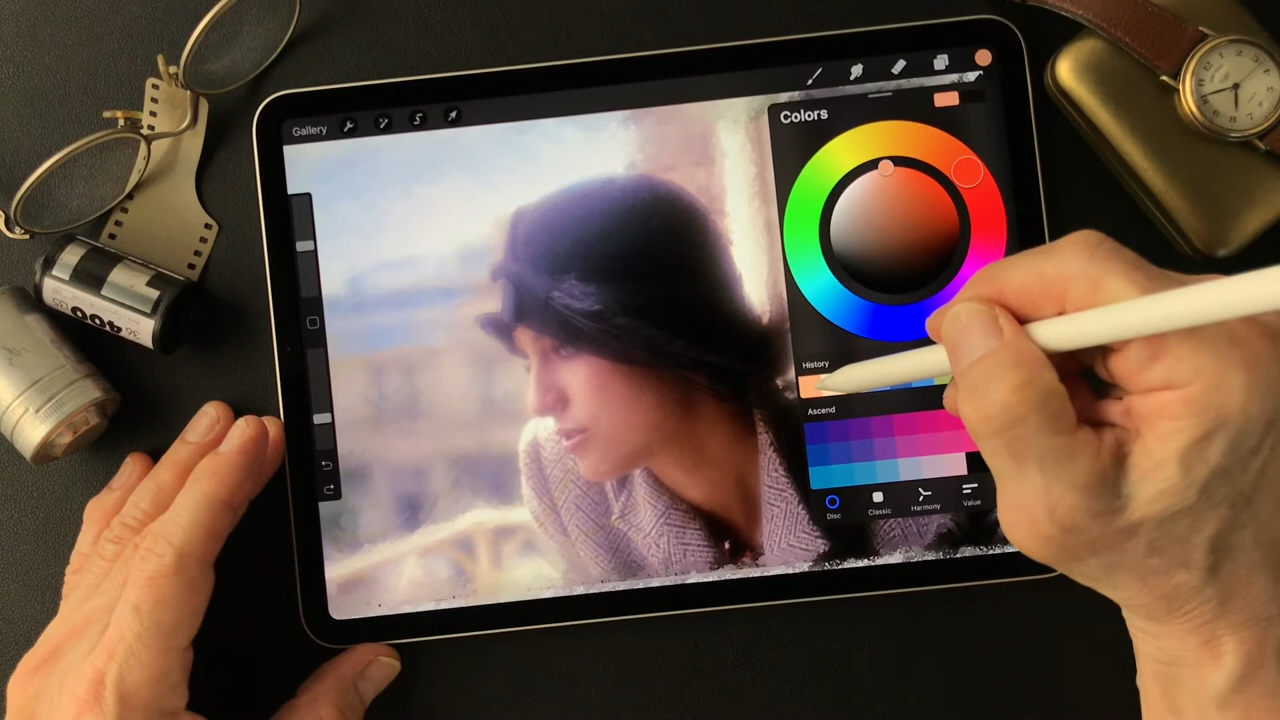 Gallery
Colors
History
Ascend
Disc
Classic
Harmony
Value
400
36
135